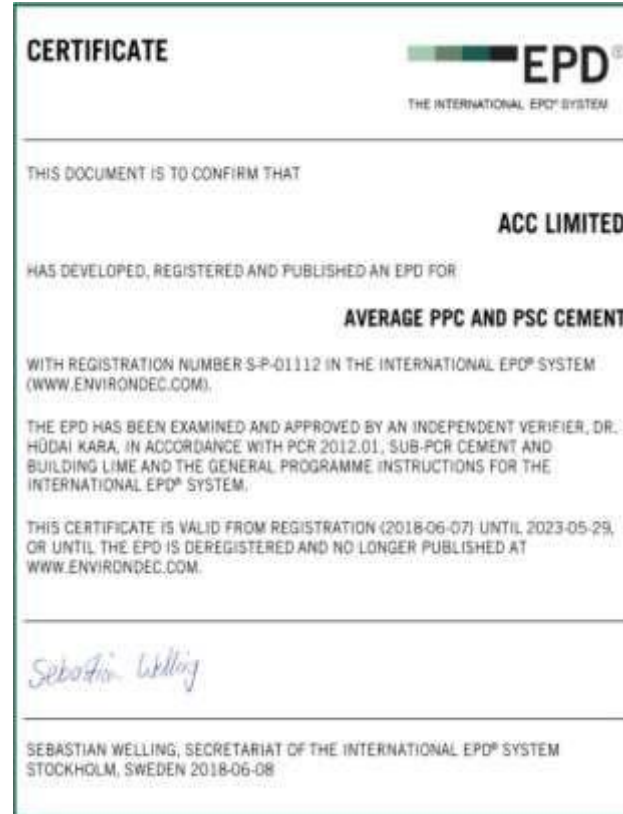 CERTIFICATE
EPD®
THE INTERNATIONAL EPD® SYSTEM
THIS DOCUMENT IS TO CONFIRM THAT
ACC LIMITED
HAS DEVELOPED, REGISTERED AND PUBLISHED AN EPD FOR
AVERAGE PPC AND PSC CEMENT
WITH REGISTRATION NUMBER S-P-01112 IN THE INTERNATIONAL EPD® SYSTEM
(WWW.ENVIRONDEC.COM).
THE EPD HAS BEEN EXAMINED AND APPROVED BY AN INDEPENDENT VERIFIER, DR.
HÜDAI KARA, IN ACCORDANCE WITH PCR 2012.01, SUB-PCR CEMENT AND
BUILDING LIME AND THE GENERAL PROGRAMME INSTRUCTIONS FOR THE
INTERNATIONAL EPD® SYSTEM.
THIS CERTIFICATE IS VALID FROM REGISTRATION (2018-06-07) UNTIL 2023-05-29,
OR UNTIL THE EPD IS DEREGISTERED AND NO LONGER PUBLISHED AT
WWW.ENVIRONDEC.COM.
Sebastian Welling
SEBASTIAN WELLING, SECRETARIAT OF THE INTERNATIONAL EPD® SYSTEM
STOCKHOLM, SWEDEN 2018-06-08